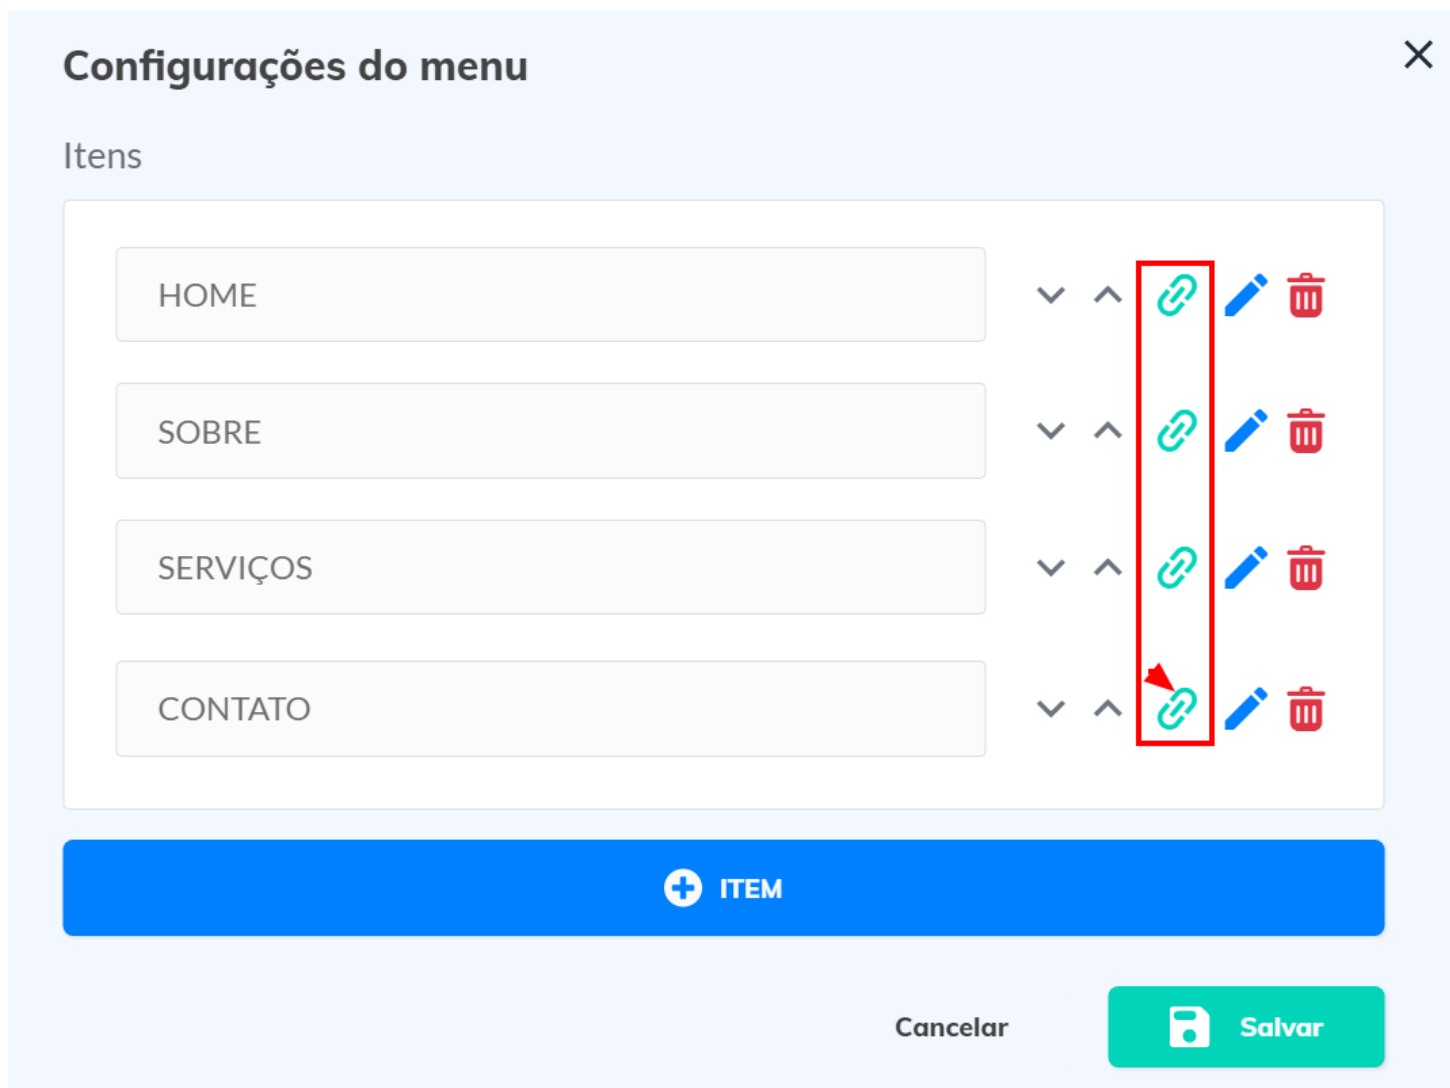 Configurações do menu
Itens
HOME
SOBRE
SERVIÇOS
CONTATO
ITEM
Cancelar
Salvar